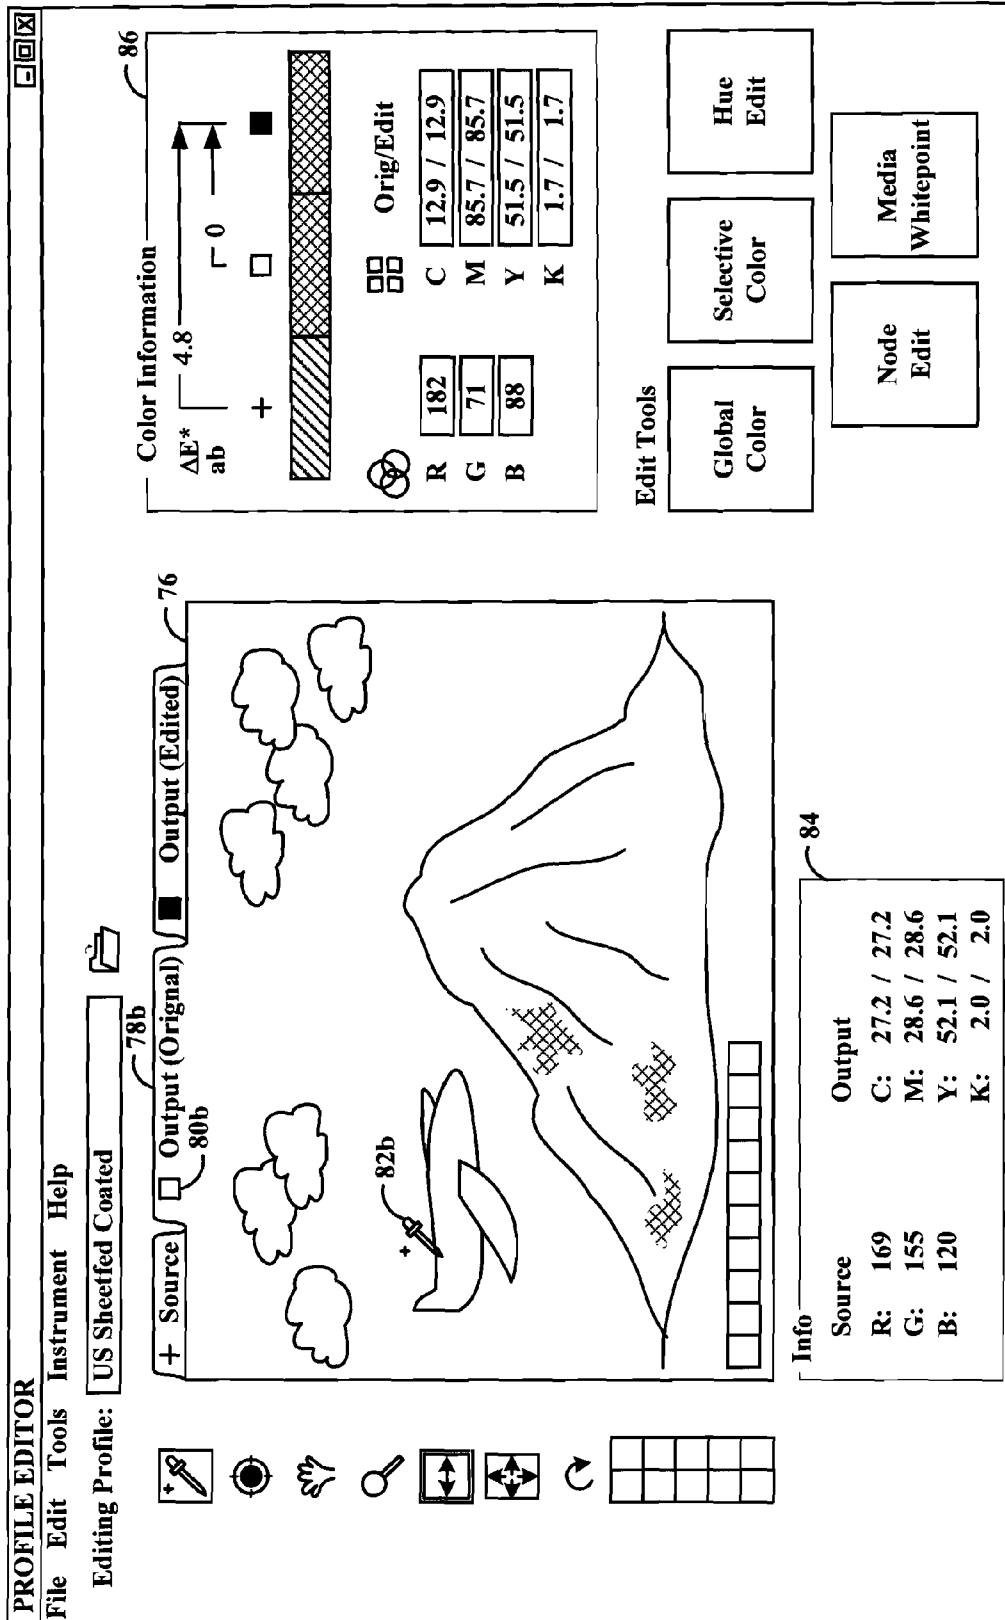 PROFILE EDITOR
File Edit Tools Instrument Help
Editing Profile: US Sheetfed Coated
78b
+ Source
Output (Orignal)
Output (Edited)
80b
76
82b
Info
84
Source Output
R: 169 C: 27.2 / 27.2
G: 155 M: 28.6 / 28.6
B: 120 Y: 52.1 / 52.1
K: 2.0 / 2.0
Color Information
86
ΔE*
ab
4.8
0
+
Orig/Edit
R 182 C 12.9 / 12.9
G 71 M 85.7 / 85.7
B 88 Y 51.5 / 51.5
K 1.7 / 1.7
Edit Tools
Global
Color
Selective
Color
Hue
Edit
Node
Edit
Media
Whitepoint